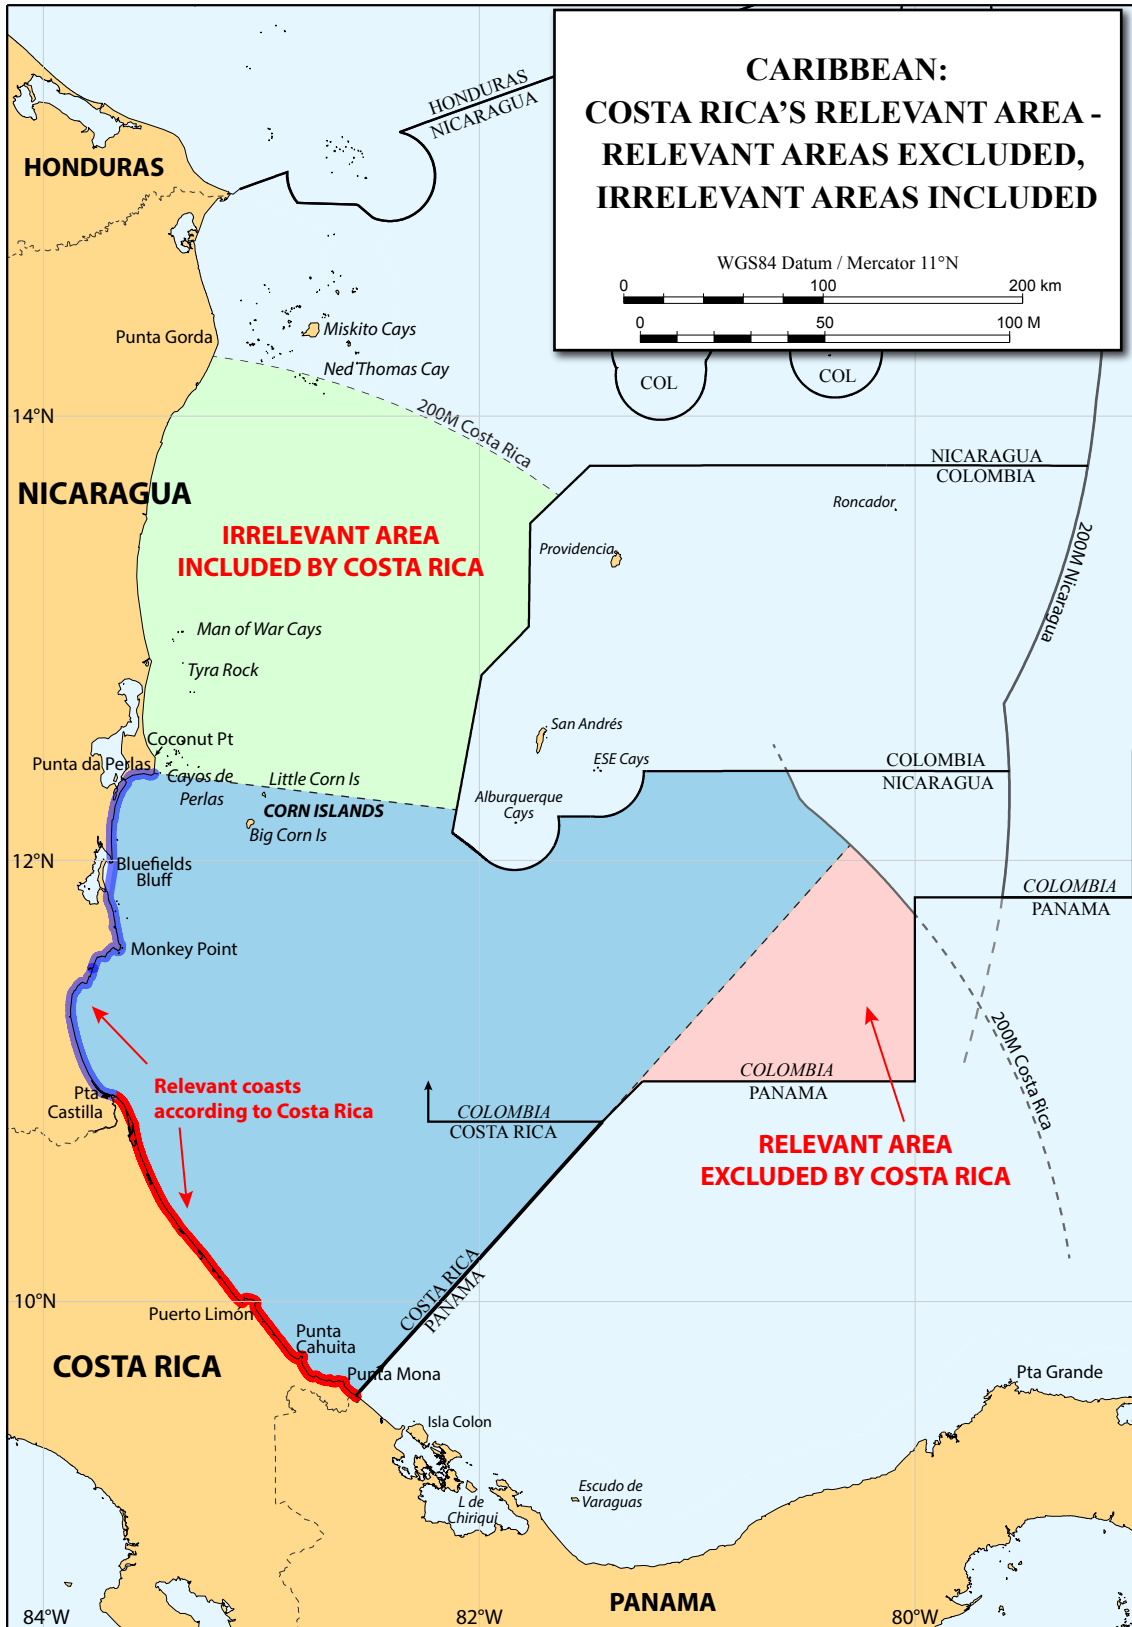 CARIBBEAN:
COSTA RICA'S RELEVANT AREA -
RELEVANT AREAS EXCLUDED,
IRRELEVANT AREAS INCLUDED
WGS84 Datum / Mercator 11°N
0 100 200 km
0 50 100 M
HONDURAS
NICARAGUA
HONDURAS
Punta Gorda
Miskito Cays
Ned Thomas Cay
COL
COL
14°N
200M Costa Rica
NICARAGUA
COLOMBIA
NICARAGUA
Roncador
IRRELEVANT AREA
INCLUDED BY COSTA RICA
Providencia
200M Nicaragua
Man of War Cays
Tyra Rock
San Andrés
Coconut Pt
Punta da Perlas
ESE Cays
COLOMBIA
NICARAGUA
Cayos de
Perlas
Little Corn Is
CORN ISLANDS
Big Corn Is
Alburquerque
Cays
12°N
Bluefields
Bluff
COLOMBIA
PANAMA
Monkey Point
200M Costa Rica
Relevant coasts
according to Costa Rica
Pta
Castilla
COLOMBIA
COSTA RICA
COLOMBIA
PANAMA
RELEVANT AREA
EXCLUDED BY COSTA RICA
COSTA RICA
PANAMA
10°N
Puerto Limón
Punta
Cahuita
Punta Mona
COSTA RICA
Pta Grande
Isla Colon
Escudo de
Varaguas
L de
Chiriqui
PANAMA
84°W
82°W
80°W